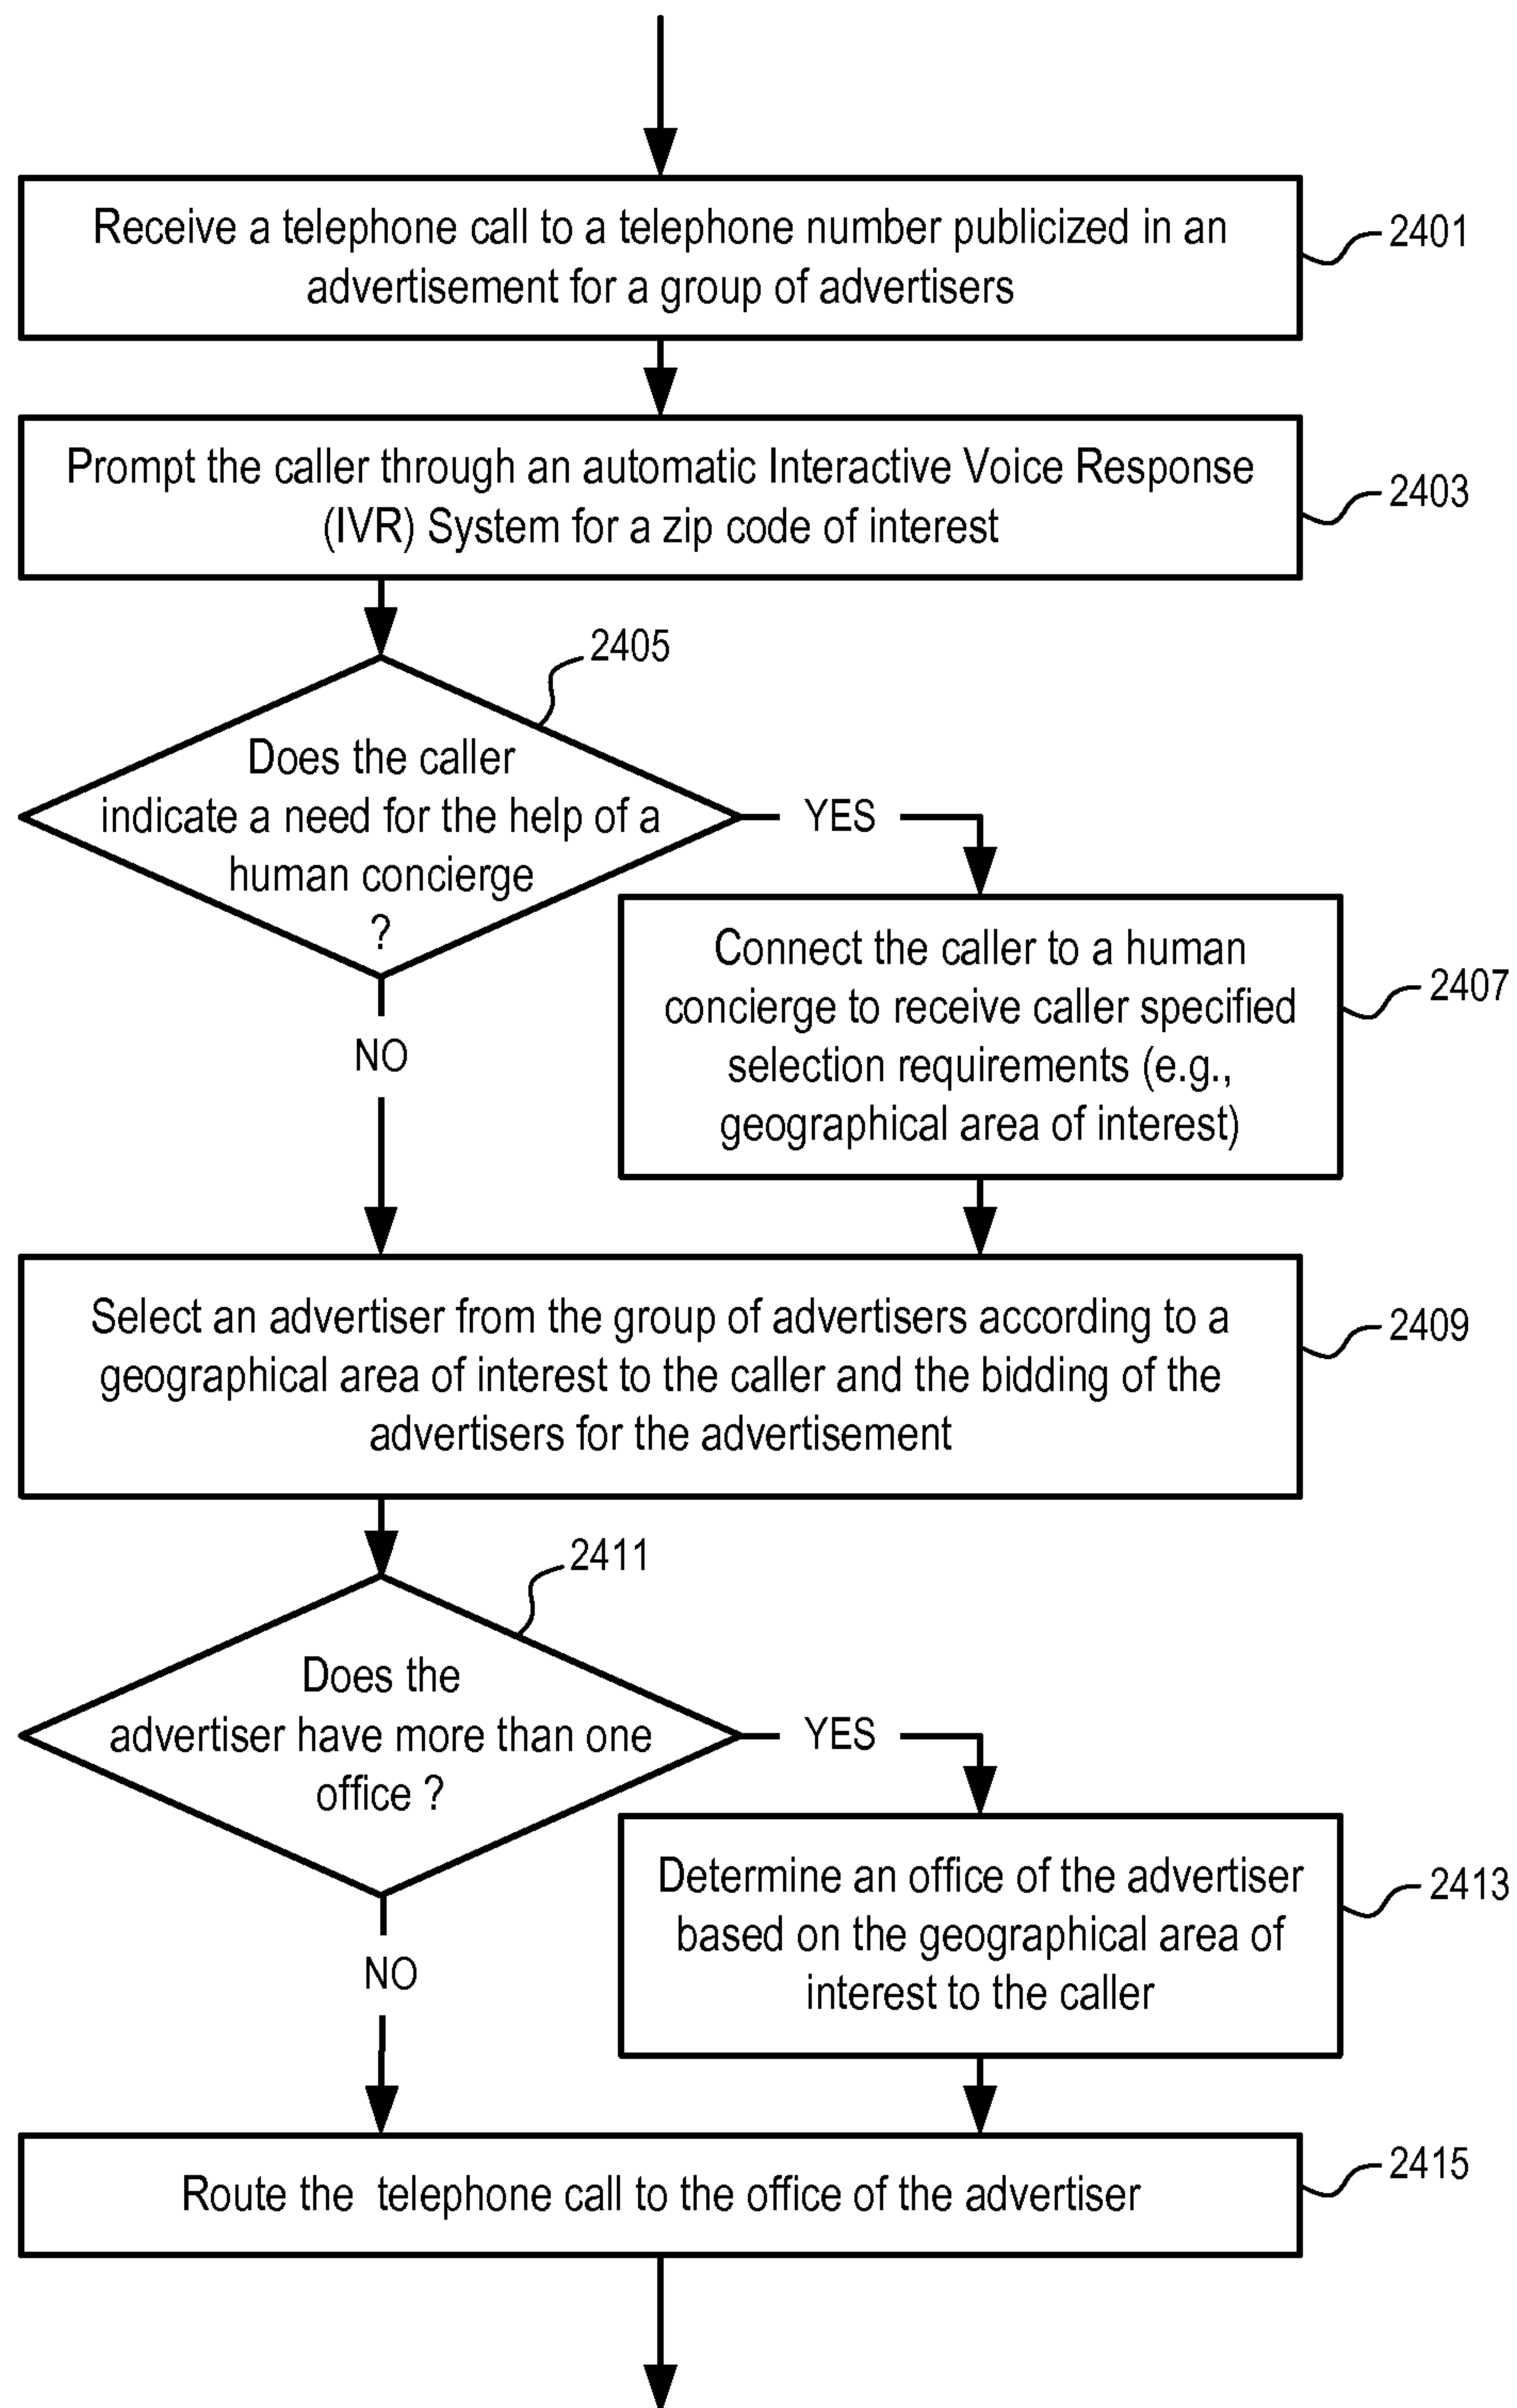 Receive a telephone call to a telephone number publicized in an
advertisement for a group of advertisers
2401
Prompt the caller through an automatic Interactive Voice Response
(IVR) System for a zip code of interest
2403
2405
Does the caller
indicate a need for the help of a
human concierge
?
YES
NO
Connect the caller to a human
concierge to receive caller specified
selection requirements (e.g.,
geographical area of interest)
2407
Select an advertiser from the group of advertisers according to a
geographical area of interest to the caller and the bidding of the
advertisers for the advertisement
2409
2411
Does the
advertiser have more than one
office ?
YES
NO
Determine an office of the advertiser
based on the geographical area of
interest to the caller
2413
Route the telephone call to the office of the advertiser
2415